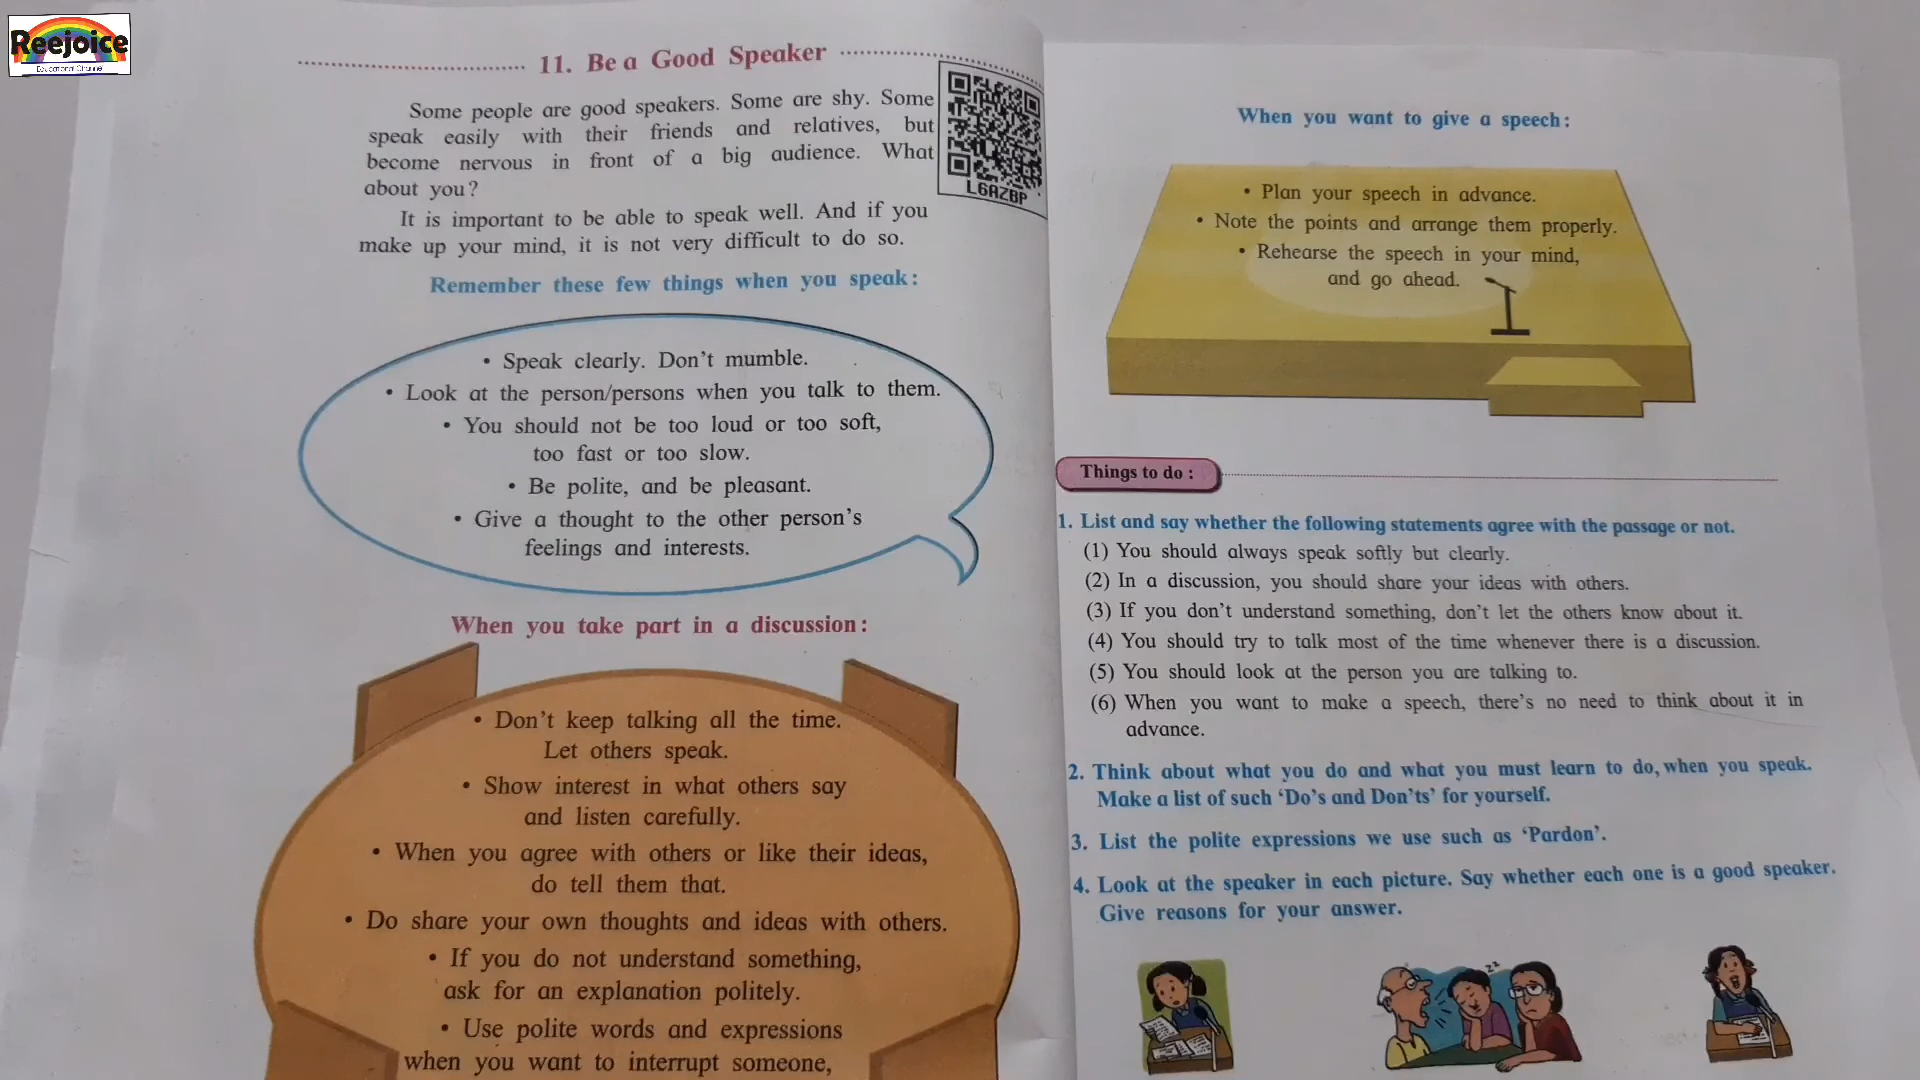 Reejoice
Educational Channel
11. Be a Good Speaker
Some people are good speakers. Some are shy. Some
speak easily with their friends and relatives, but
become nervous in front of a big audience. What
about you?
It is important to be able to speak well. And if you
make up your mind, it is not very difficult to do so.
L6AZBP
Remember these few things when you speak:
• Speak clearly. Don't mumble.
• Look at the person/persons when you talk to them.
• You should not be too loud or too soft,
too fast or too slow.
• Be polite, and be pleasant.
• Give a thought to the other person's
feelings and interests.
When you take part in a discussion:
• Don't keep talking all the time.
Let others speak.
• Show interest in what others say
and listen carefully.
• When you agree with others or like their ideas,
do tell them that.
• Do share your own thoughts and ideas with others.
• If you do not understand something,
ask for an explanation politely.
• Use polite words and expressions
when you want to interrupt someone,
When you want to give a speech:
• Plan your speech in advance.
• Note the points and arrange them properly.
• Rehearse the speech in your mind,
and go ahead.
Things to do :
1. List and say whether the following statements agree with the passage or not.
(1) You should always speak softly but clearly.
(2) In a discussion, you should share your ideas with others.
(3) If you don't understand something, don't let the others know about it.
(4) You should try to talk most of the time whenever there is a discussion.
(5) You should look at the person you are talking to.
(6) When you want to make a speech, there's no need to think about it in
advance.
2. Think about what you do and what you must learn to do, when you speak.
Make a list of such 'Do's and Don'ts' for yourself.
3. List the polite expressions we use such as 'Pardon'.
4. Look at the speaker in each picture. Say whether each one is a good speaker.
Give reasons for your answer.
zz